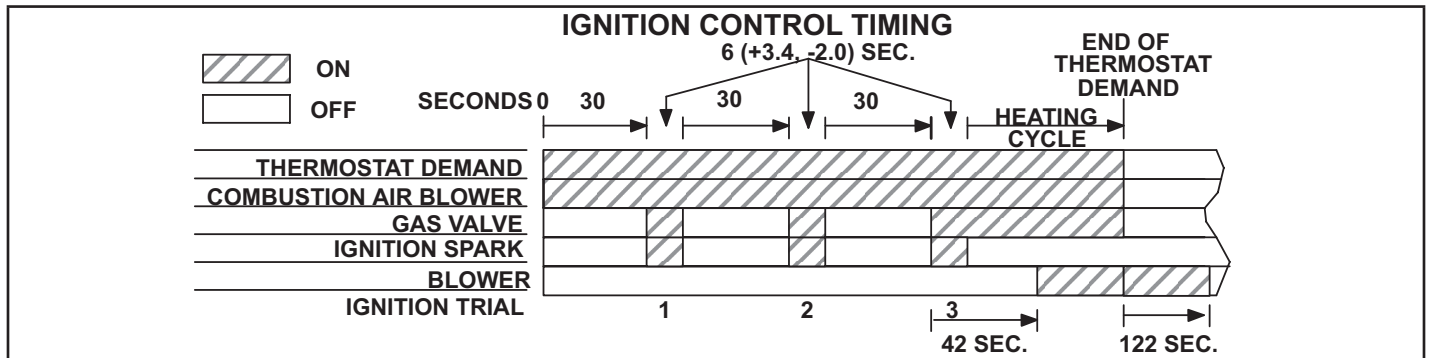 IGNITION CONTROL TIMING
6 (+3.4, -2.0) SEC.
END OF
THERMOSTAT
DEMAND
ON
OFF
SECONDS 0 30 30 30
HEATING
CYCLE
THERMOSTAT DEMAND
COMBUSTION AIR BLOWER
GAS VALVE
IGNITION SPARK
BLOWER
IGNITION TRIAL 1 2 3
42 SEC. 122 SEC.